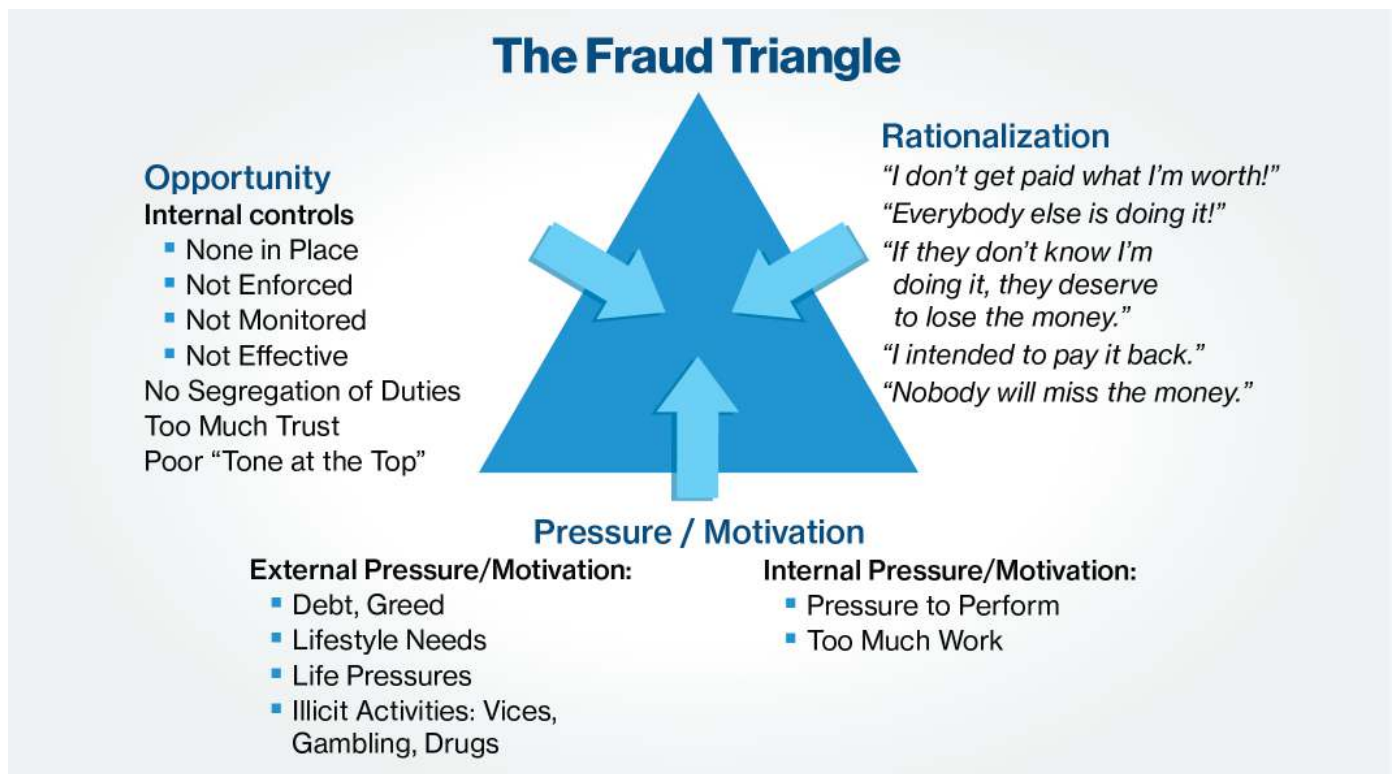 The Fraud Triangle
Opportunity
Internal controls
None in Place
Not Enforced
Not Monitored
Not Effective
No Segregation of Duties
Too Much Trust
Poor “Tone at the Top”
Rationalization
“I don’t get paid what I’m worth!”
“Everybody else is doing it!”
“If they don’t know I’m
doing it, they deserve
to lose the money.”
“I intended to pay it back.”
“Nobody will miss the money.”
Pressure / Motivation
External Pressure/Motivation:
Debt, Greed
Lifestyle Needs
Life Pressures
Illicit Activities: Vices,
Gambling, Drugs
Internal Pressure/Motivation:
Pressure to Perform
Too Much Work